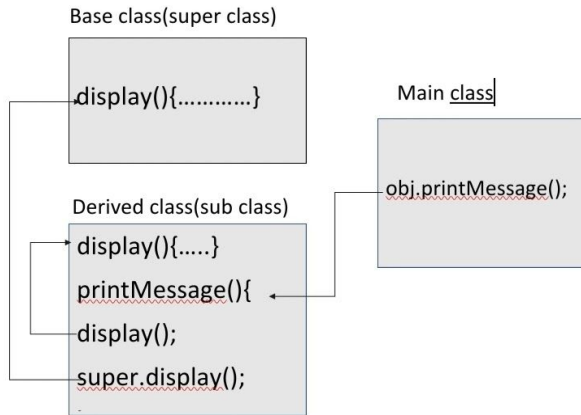 Base class(super class)
display(){............}
Main class
obj.printMessage();
Derived class(sub class)
display(){.....}
printMessage(){
display();
super.display();
.